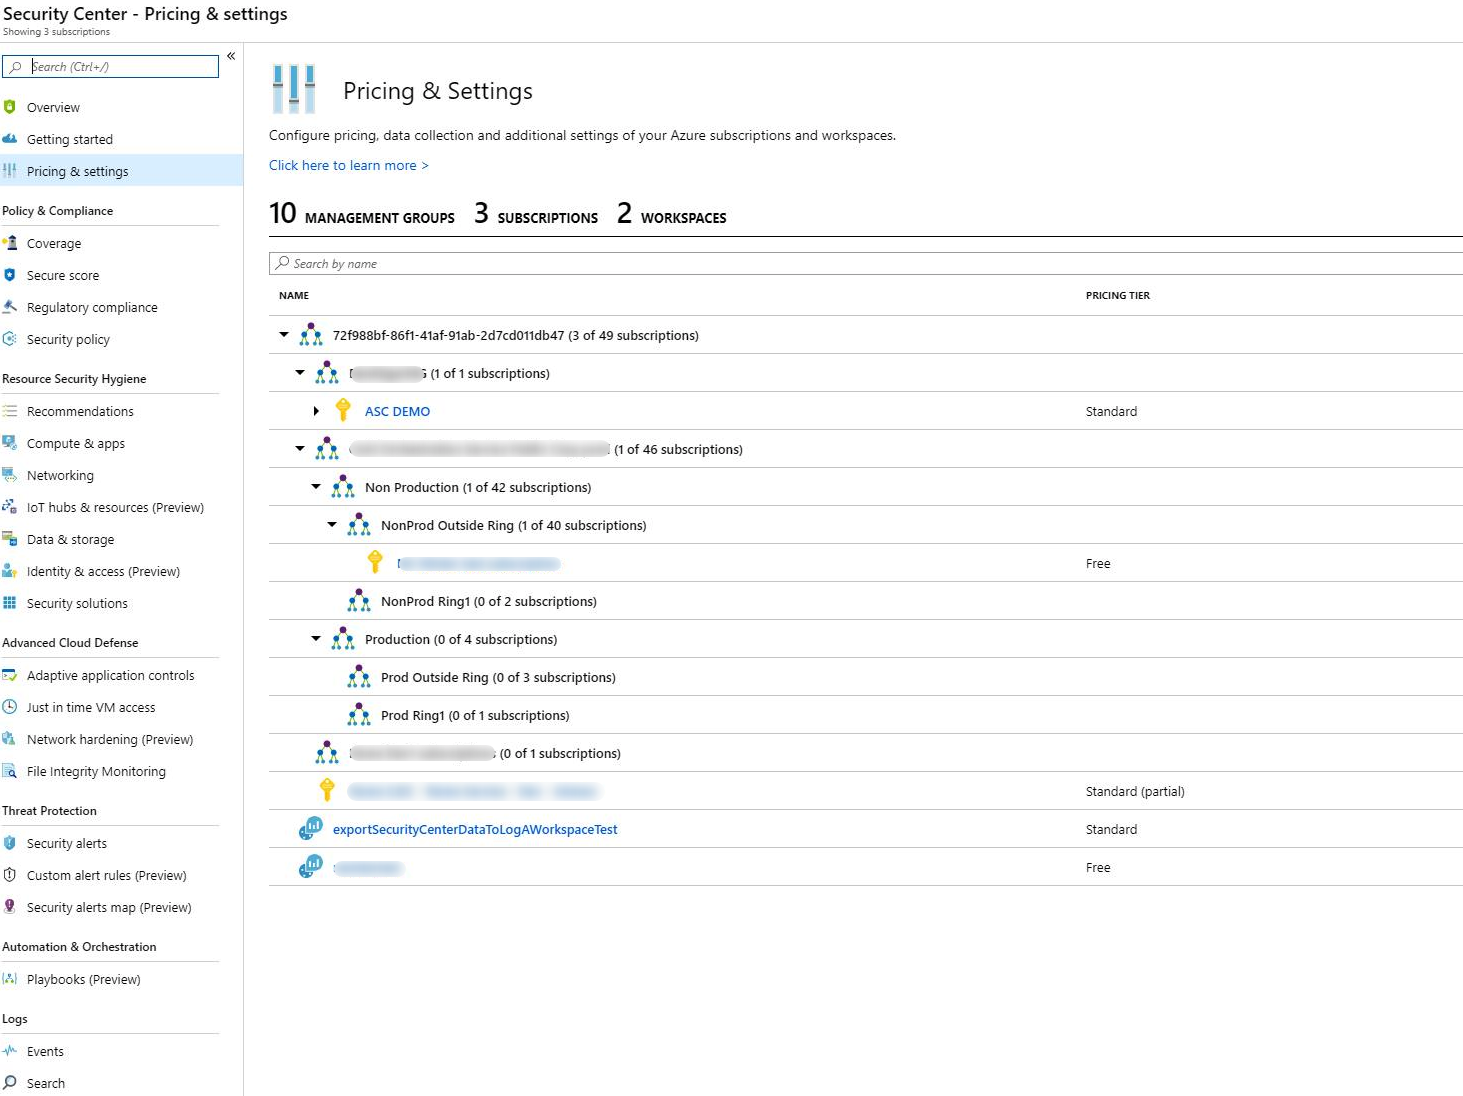 Security Center - Pricing & settings
Showing 3 subscriptions
Search (Ctrl+/)
«
Overview
Getting started
Pricing & settings
Policy & Compliance
Coverage
Secure score
Regulatory compliance
Security policy
Resource Security Hygiene
Recommendations
Compute & apps
Networking
IoT hubs & resources (Preview)
Data & storage
Identity & access (Preview)
Security solutions
Advanced Cloud Defense
Adaptive application controls
Just in time VM access
Network hardening (Preview)
File Integrity Monitoring
Threat Protection
Security alerts
Custom alert rules (Preview)
Security alerts map (Preview)
Automation & Orchestration
Playbooks (Preview)
Logs
Events
Search
Pricing & Settings
Configure pricing, data collection and additional settings of your Azure subscriptions and workspaces.
Click here to learn more >
10 MANAGEMENT GROUPS 3 SUBSCRIPTIONS 2 WORKSPACES
Search by name
NAME PRICING TIER
72f988bf-86f1-41af-91ab-2d7cd011db47 (3 of 49 subscriptions)
(1 of 1 subscriptions)
ASC DEMO Standard
(1 of 46 subscriptions)
Non Production (1 of 42 subscriptions)
NonProd Outside Ring (1 of 40 subscriptions)
Free
NonProd Ring1 (0 of 2 subscriptions)
Production (0 of 4 subscriptions)
Prod Outside Ring (0 of 3 subscriptions)
Prod Ring1 (0 of 1 subscriptions)
(0 of 1 subscriptions)
Standard (partial)
exportSecurityCenterDataToLogAWorkspaceTest Standard
Free